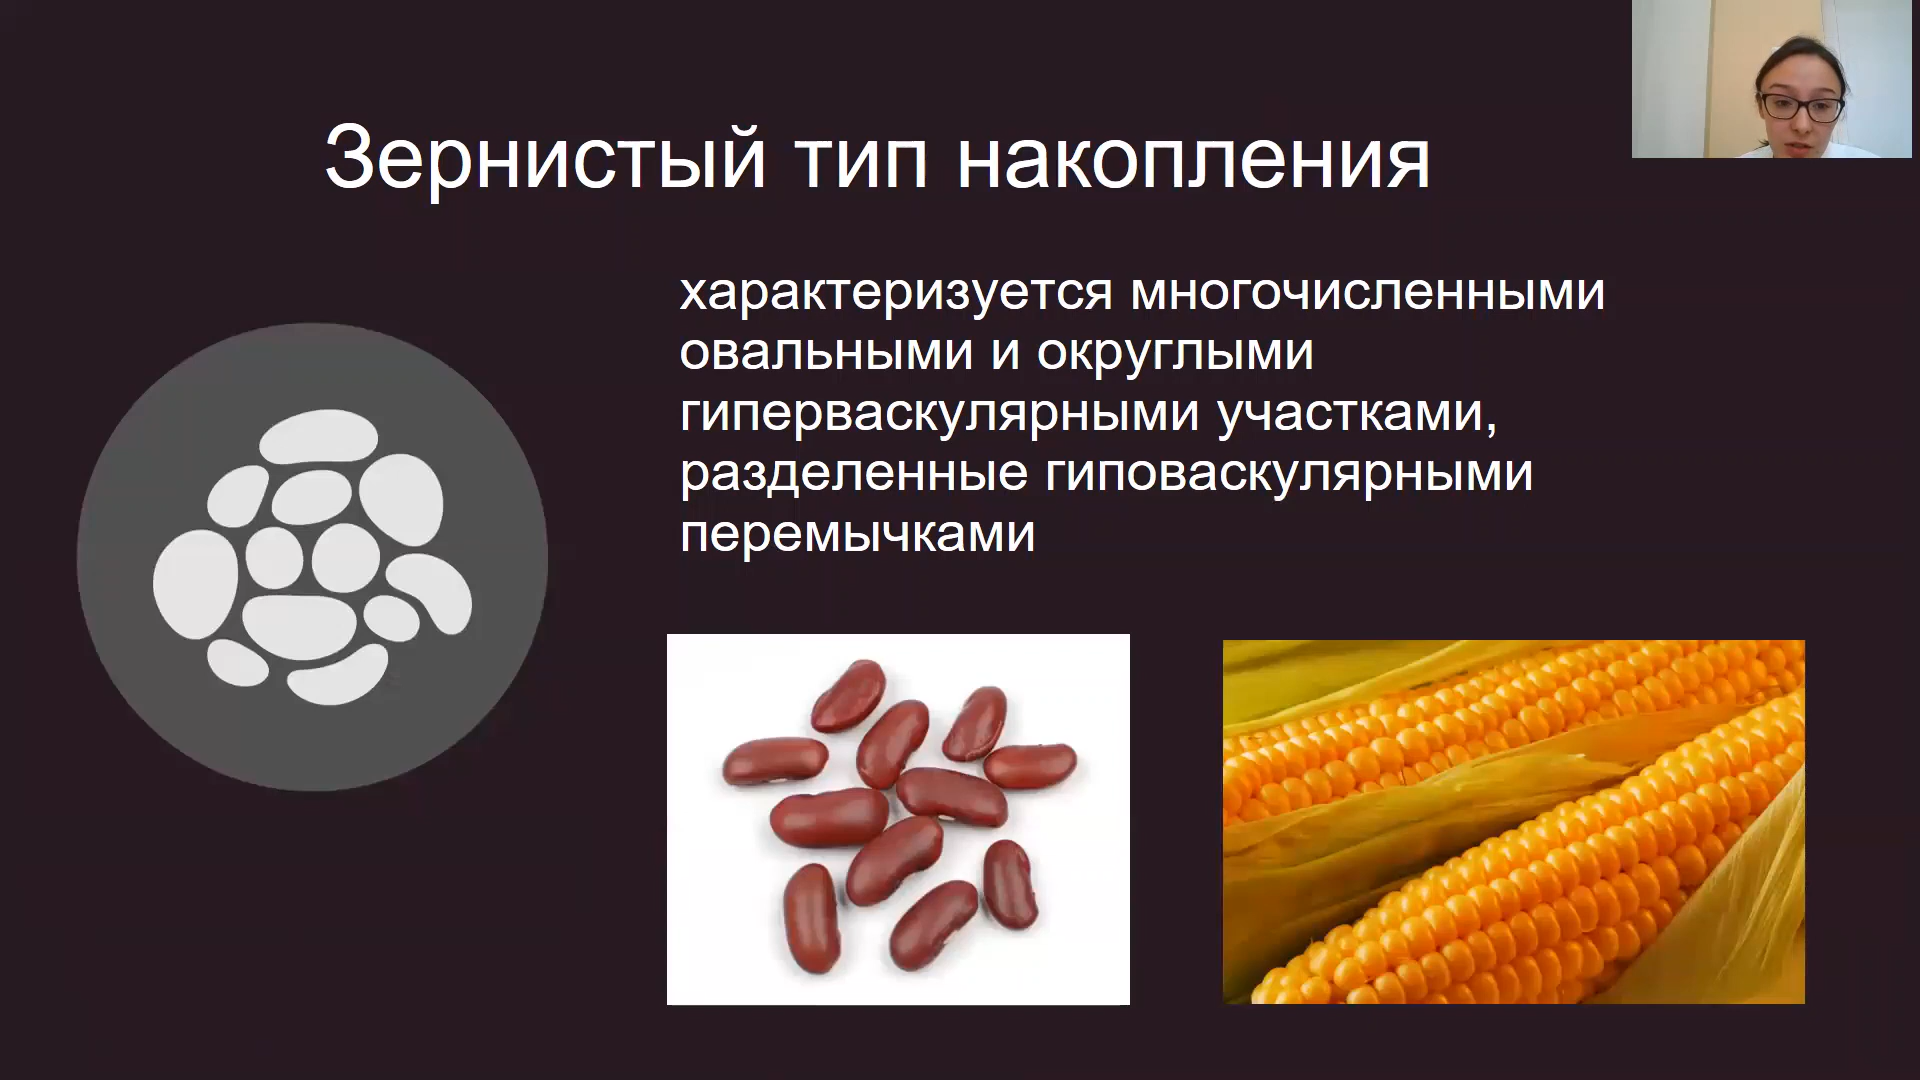 Зернистый тип накопления
характеризуется многочисленными
овальными и округлыми
гиперваскулярными участками,
разделенные гиповаскулярными
перемычками